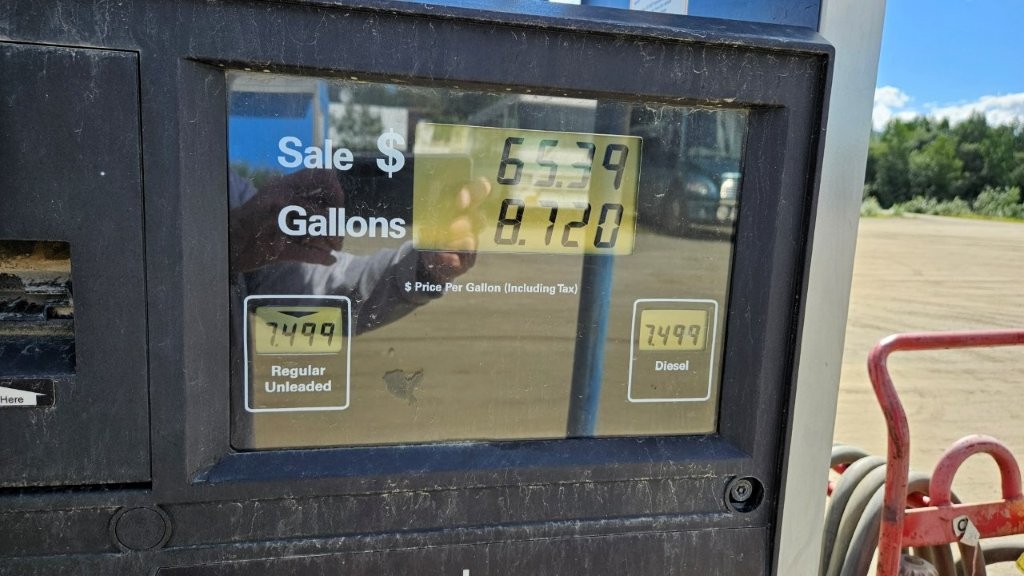 Sale $ 65.39
Gallons 8.720
$ Price Per Gallon (Including Tax)
7.499
Regular
Unleaded
7.499
Diesel
Here